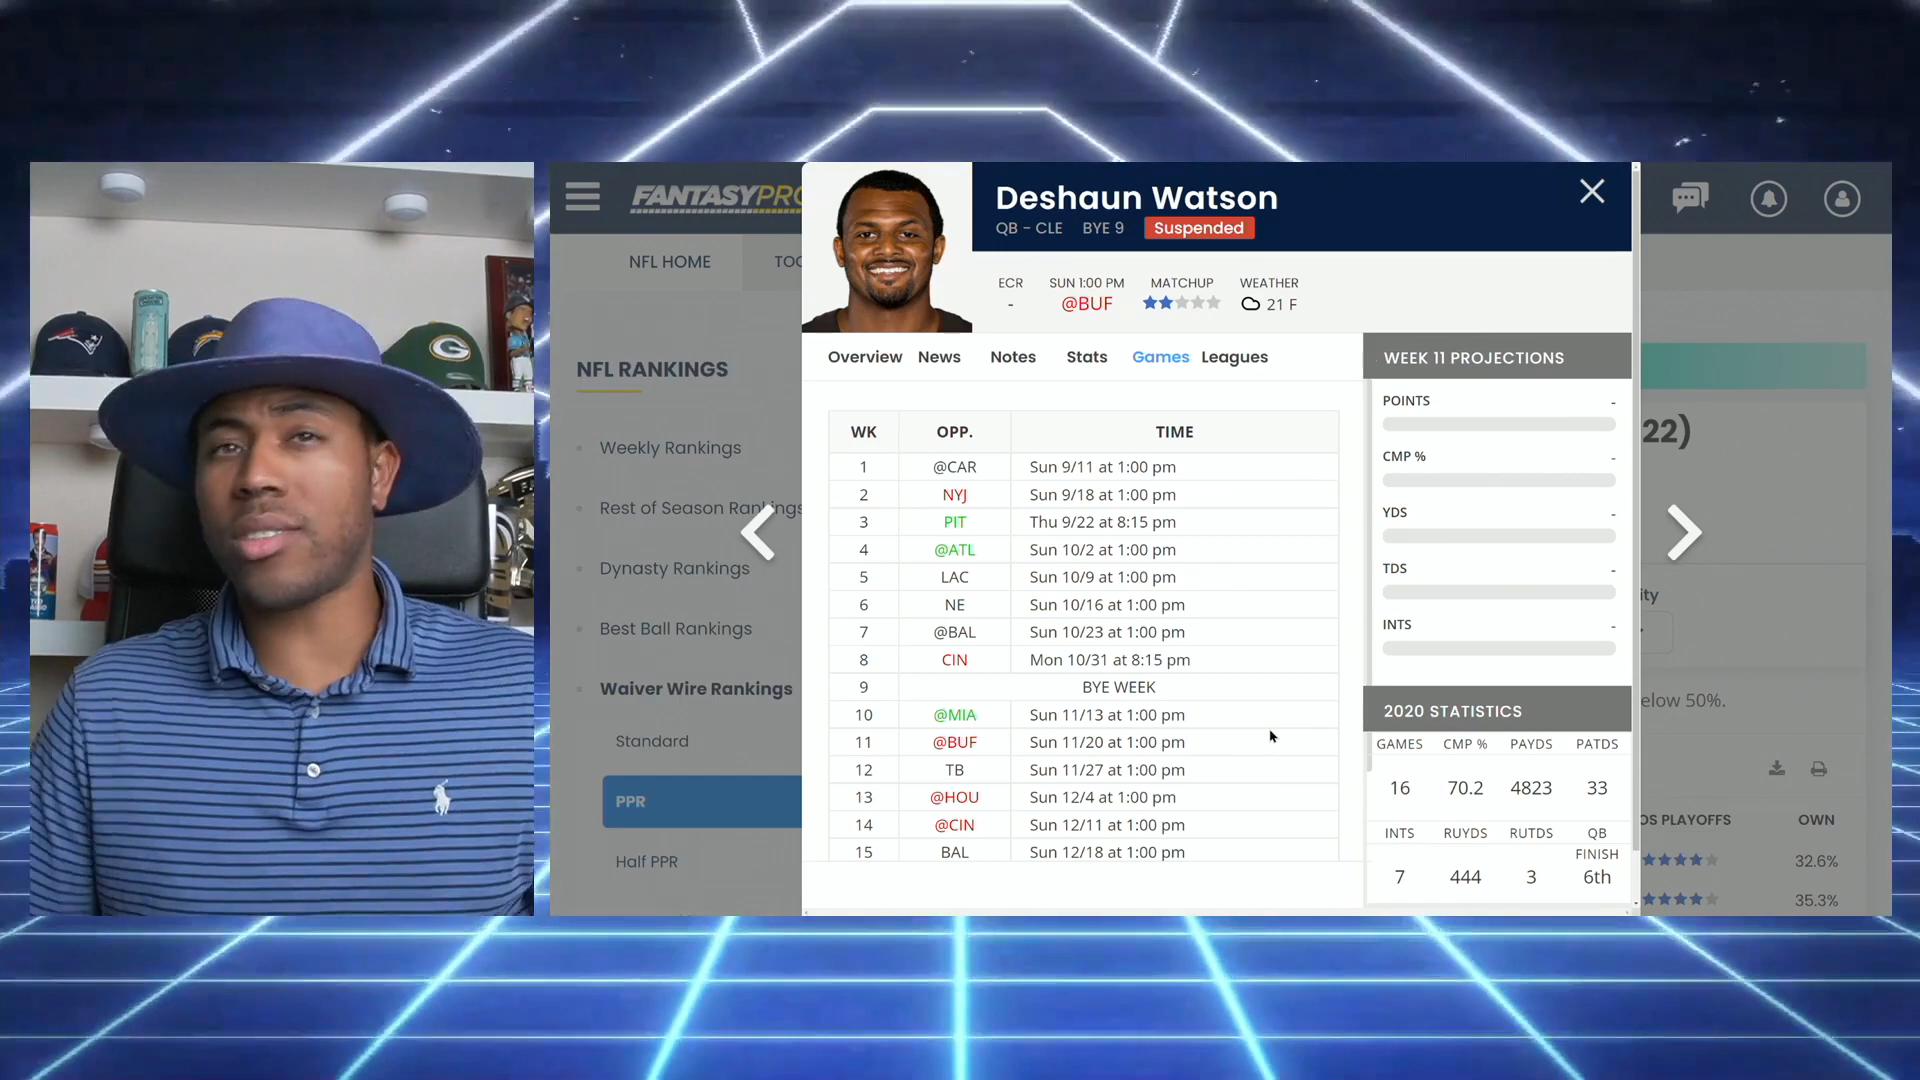 FANTASYPRO
NFL HOME
TOO
NFL RANKINGS
Weekly Rankings
Rest of Season Rankings
Dynasty Rankings
Best Ball Rankings
Waiver Wire Rankings
Standard
PPR
Half PPR
Deshaun Watson
QB - CLE BYE 9 Suspended
ECR SUN 1:00 PM MATCHUP WEATHER
- @BUF 21 F
Overview News Notes Stats Games Leagues
WK OPP. TIME
1 @CAR Sun 9/11 at 1:00 pm
2 NYJ Sun 9/18 at 1:00 pm
3 PIT Thu 9/22 at 8:15 pm
4 @ATL Sun 10/2 at 1:00 pm
5 LAC Sun 10/9 at 1:00 pm
6 NE Sun 10/16 at 1:00 pm
7 @BAL Sun 10/23 at 1:00 pm
8 CIN Mon 10/31 at 8:15 pm
9 BYE WEEK
10 @MIA Sun 11/13 at 1:00 pm
11 @BUF Sun 11/20 at 1:00 pm
12 TB Sun 11/27 at 1:00 pm
13 @HOU Sun 12/4 at 1:00 pm
14 @CIN Sun 12/11 at 1:00 pm
15 BAL Sun 12/18 at 1:00 pm
WEEK 11 PROJECTIONS
POINTS -
CMP % -
YDS -
TDS -
INTS -
2020 STATISTICS
GAMES CMP % PAYDS PATDS
16 70.2 4823 33
INTS RUYDS RUTDS QB
FINISH
7 444 3 6th
22)
ity
elow 50%.
OS PLAYOFFS OWN
32.6%
35.3%
G